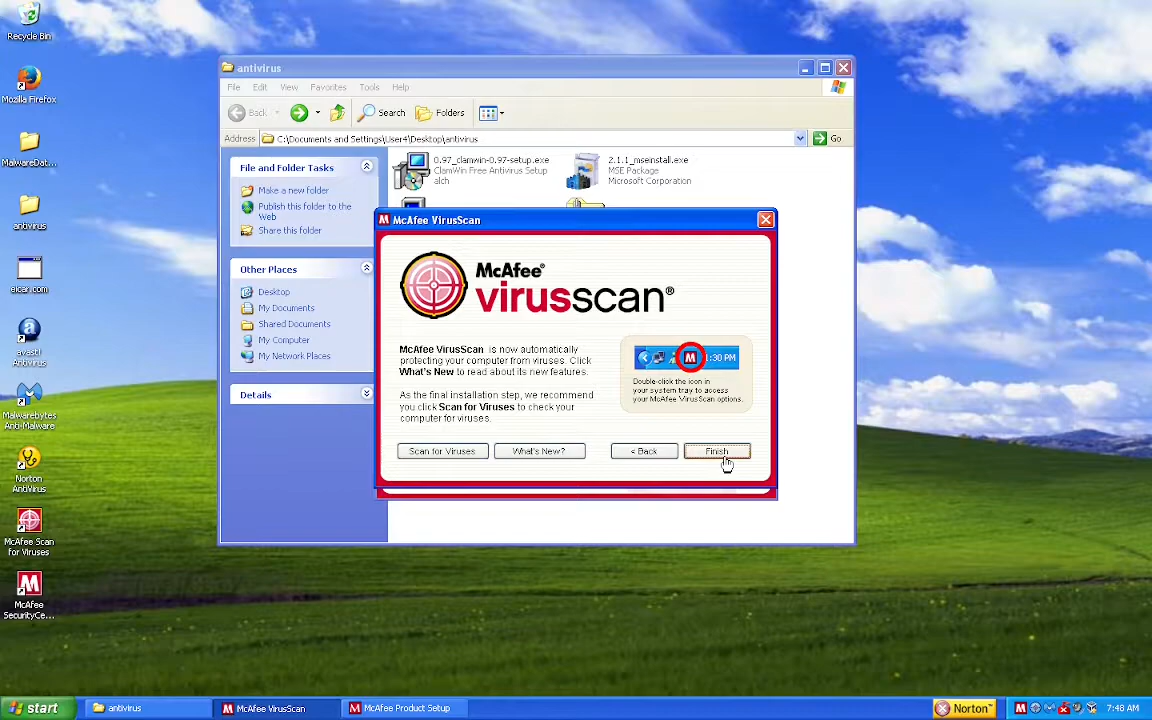 Recycle Bin
Mozilla Firefox
MalwareDat...
antivirus
eicar.com
avast!
Antivirus
Malwarebytes
Anti-Malware
Norton
AntiVirus
McAfee Scan
for Viruses
McAfee
SecurityCe...
antivirus
File Edit View Favorites Tools Help
Back Search Folders
Address C:\Documents and Settings\User4\Desktop\antivirus Go
File and Folder Tasks
Make a new folder
Publish this folder to the
Web
Share this folder
Other Places
Desktop
My Documents
Shared Documents
My Computer
My Network Places
Details
0.97_clamwin-0.97-setup.exe
ClamWin Free Antivirus Setup
alch
2.1.1_mseinstall.exe
MSE Package
Microsoft Corporation
McAfee VirusScan
McAfee®
virusscan®
McAfee VirusScan is now automatically
protecting your computer from viruses. Click
What's New to read about its new features.
As the final installation step, we recommend
you click Scan for Viruses to check your
computer for viruses.
1:30 PM
Double-click the icon in
your system tray to access
your McAfee VirusScan options.
Scan for Viruses What's New? < Back Finish
start antivirus McAfee VirusScan McAfee Product Setup Norton™ 7:48 AM